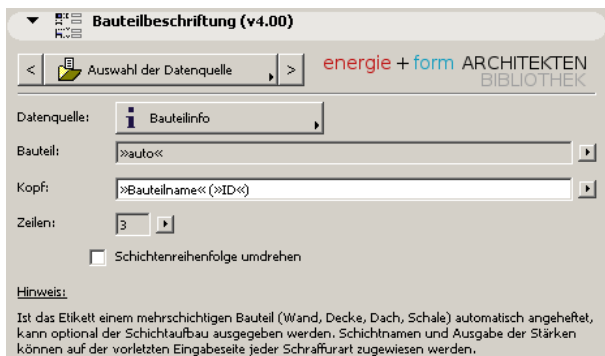 Bauteilbeschriftung (v4.00)
< Auswahl der Datenquelle > energie + form ARCHITEKTEN
BIBLIOTHEK
Datenquelle: Bauteilinfo
Bauteil: »auto«
Kopf: »Bauteilname« (»ID«)
Zeilen: 3
Schichtenreihenfolge umdrehen
Hinweis:
Ist das Etikett einem mehrschichtigen Bauteil (Wand, Decke, Dach, Schale) automatisch angeheftet,
kann optional der Schichtaufbau ausgegeben werden. Schichtnamen und Ausgabe der Stärken
können auf der vorletzten Eingabeseite jeder Schraffurart zugewiesen werden.